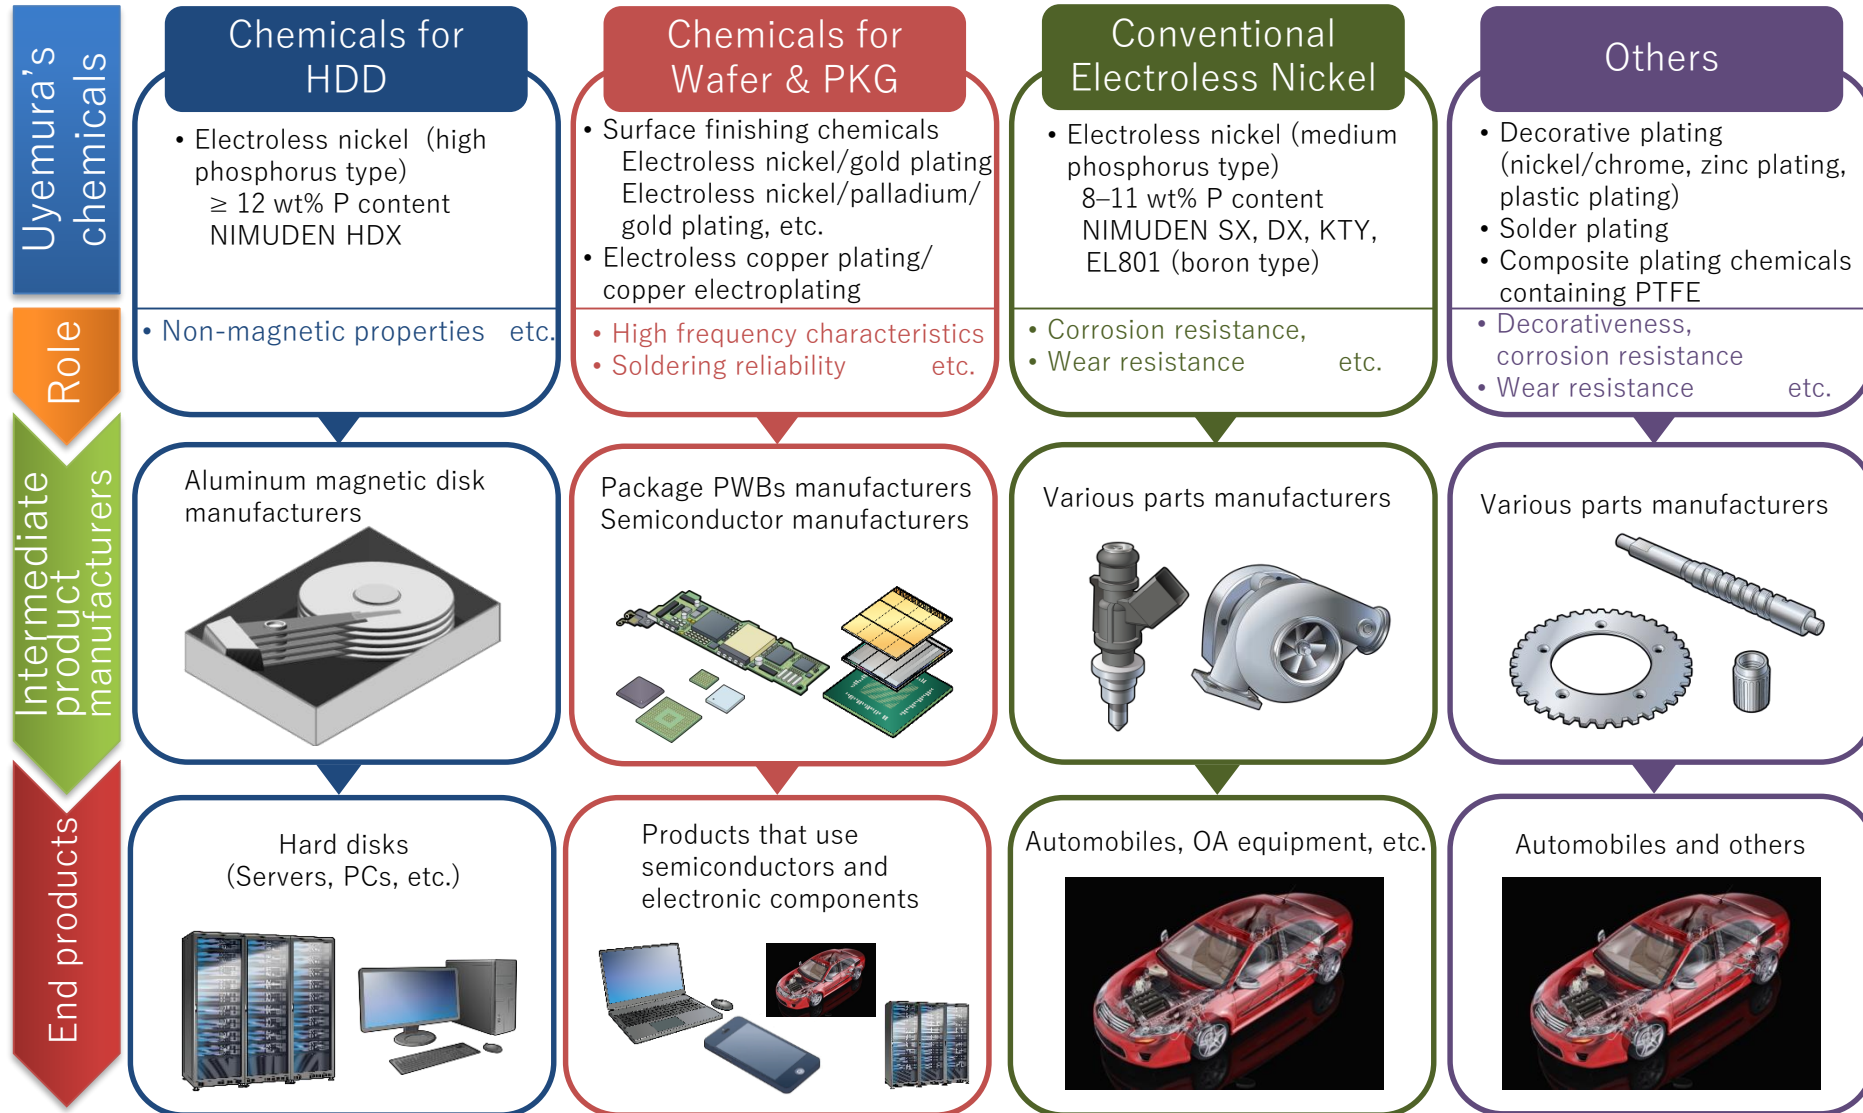 Uyemura's
chemicals
Chemicals for
HDD
• Electroless nickel (high
phosphorus type)
≥ 12 wt% P content
NIMUDEN HDX
Chemicals for
Wafer & PKG
• Surface finishing chemicals
Electroless nickel/gold plating
Electroless nickel/palladium/
gold plating, etc.
• Electroless copper plating/
copper electroplating
Conventional
Electroless Nickel
• Electroless nickel (medium
phosphorus type)
8–11 wt% P content
NIMUDEN SX, DX, KTY,
EL801 (boron type)
Others
• Decorative plating
(nickel/chrome, zinc plating,
plastic plating)
• Solder plating
• Composite plating chemicals
containing PTFE
Role
• Non-magnetic properties etc.
• High frequency characteristics
• Soldering reliability etc.
• Corrosion resistance,
• Wear resistance etc.
• Decorativeness,
corrosion resistance
• Wear resistance etc.
Intermediate
product
manufacturers
Aluminum magnetic disk
manufacturers
Package PWBs manufacturers
Semiconductor manufacturers
Various parts manufacturers
Various parts manufacturers
End products
Hard disks
(Servers, PCs, etc.)
Products that use
semiconductors and
electronic components
Automobiles, OA equipment, etc.
Automobiles and others